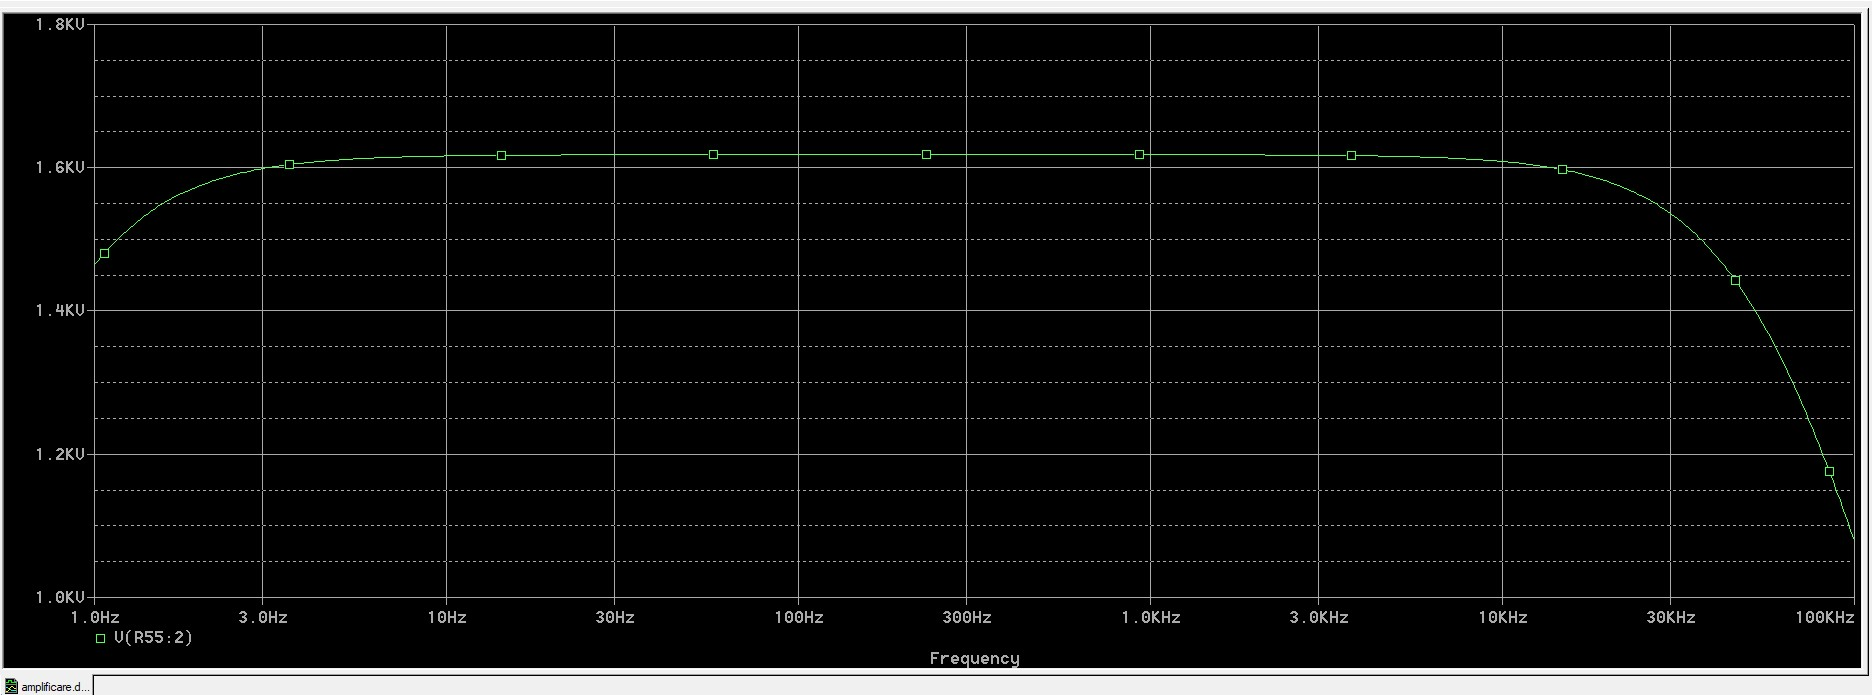 1.8KV
1.6KV
1.4KV
1.2KV
1.0KV
1.0Hz 3.0Hz 10Hz 30Hz 100Hz 300Hz 1.0KHz 3.0KHz 10KHz 30KHz 100KHz
V(R55:2)
Frequency
amplificare.d...